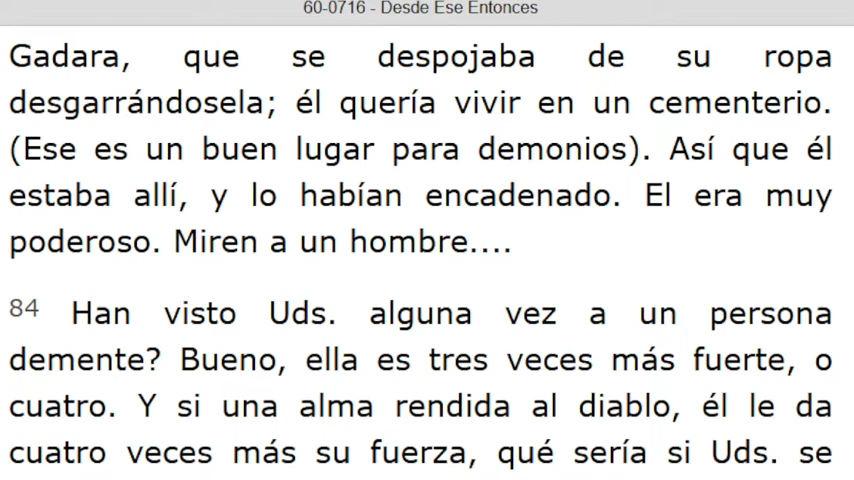 60-0716 - Desde Ese Entonces
Gadara, que se despojaba de su ropa
desgarrándosela; él quería vivir en un cementerio.
(Ese es un buen lugar para demonios). Así que él
estaba allí, y lo habían encadenado. El era muy
poderoso. Miren a un hombre....
84 Han visto Uds. alguna vez a un persona
demente? Bueno, ella es tres veces más fuerte, o
cuatro. Y si una alma rendida al diablo, él le da
cuatro veces más su fuerza, qué sería si Uds. se